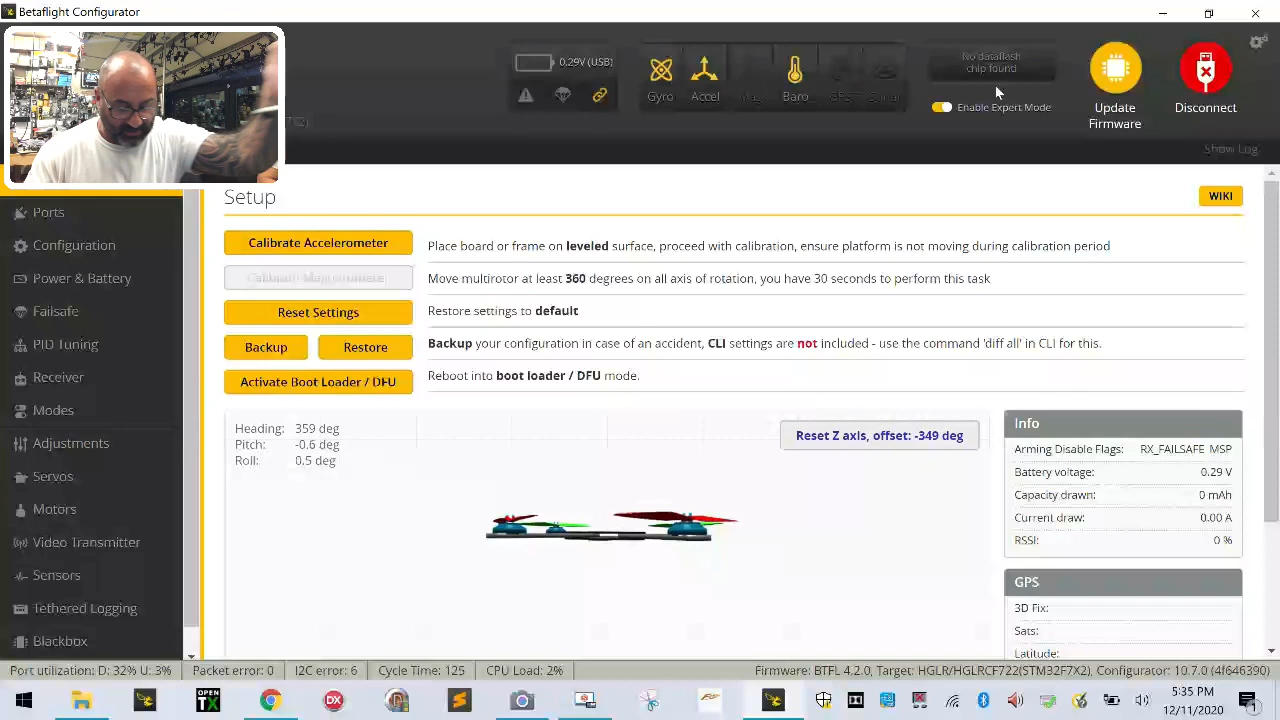 Betaflight Configurator
0.29V (USB)
Gyro
Accel
Mag
Baro
GPS
Sonar
No dataflash
chip found!
Enable Expert Mode
Update
Firmware
Disconnect
Show Log
Ports
Configuration
Power & Battery
Failsafe
PID Tuning
Receiver
Modes
Adjustments
Servos
Motors
Video Transmitter
Sensors
Tethered Logging
Blackbox
Setup
WIKI
Calibrate Accelerometer
Place board or frame on leveled surface, proceed with calibration, ensure platform is not moving during calibration period
Calibrate Magnetometer
Move multirotor at least 360 degrees on all axis of rotation, you have 30 seconds to perform this task
Reset Settings
Restore settings to default
Backup
Restore
Backup your configuration in case of an accident, CLI settings are not included - use the command 'diff all' in CLI for this.
Activate Boot Loader / DFU
Reboot into boot loader / DFU mode.
Heading: 359 deg
Pitch: -0.6 deg
Roll: 0.5 deg
Reset Z axis, offset: -349 deg
Info
Arming Disable Flags: RX_FAILSAFE MSP
Battery voltage: 0.29 V
Capacity drawn: 0 mAh
Current draw: 0.00 A
RSSI: 0 %
GPS
3D Fix:
Sats:
Latitude:
Port utilization: D: 32% U: 3%
Packet error: 0
I2C error: 6
Cycle Time: 125
CPU Load: 2%
Firmware: BTFL 4.2.0, Target: HGLR/HGLRCF722(STM32F7X2), Configurator: 10.7.0 (4f646390)
OPEN
TX
DX
5:35 PM
12/11/2020